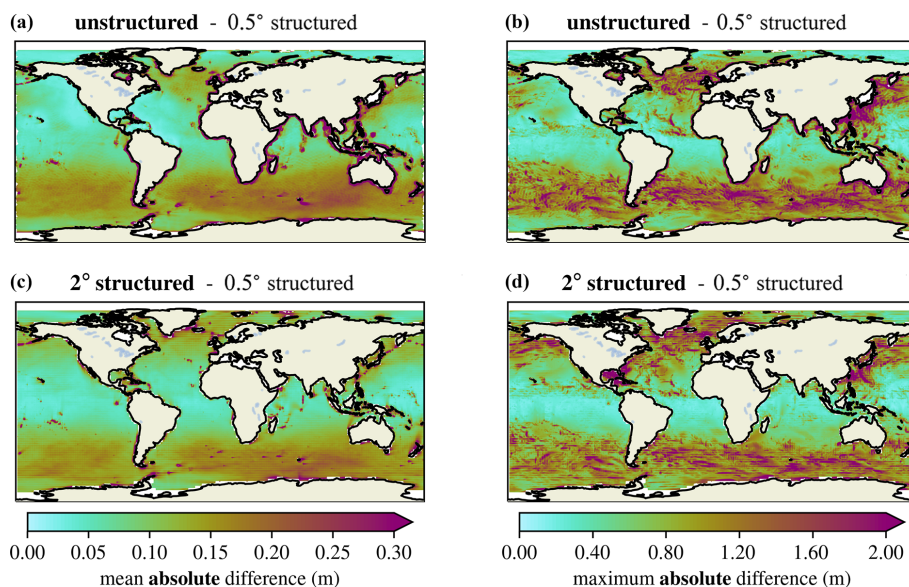 (a) unstructured - 0.5° structured
(b) unstructured - 0.5° structured
(c) 2° structured - 0.5° structured
(d) 2° structured - 0.5° structured
0.00 0.05 0.10 0.15 0.20 0.25 0.30
mean absolute difference (m)
0.00 0.40 0.80 1.20 1.60 2.00
maximum absolute difference (m)